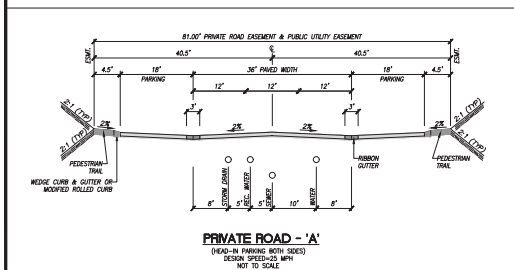 81.00' PRIVATE ROAD EASEMENT & PUBLIC UTILITY EASEMENT
ESMT.
40.5'
℄
40.5'
ESMT.
4.5'
18'
36' PAVED WIDTH
18'
4.5'
PARKING
PARKING
12'
12'
12'
3'
3'
2:1 (TYP)
2%
2%
2%
2%
2:1 (TYP)
2:1 (TYP)
2:1 (TYP)
PEDESTRIAN
TRAIL
RIBBON
GUTTER
PEDESTRIAN
TRAIL
WEDGE CURB & GUTTER OR
MODIFIED ROLLED CURB
STORM DRAIN
REC. WATER
SEWER
WATER
8'
5'
5'
10'
8'
PRIVATE ROAD - 'A'
(HEAD-IN PARKING BOTH SIDES)
DESIGN SPEED=25 MPH
NOT TO SCALE